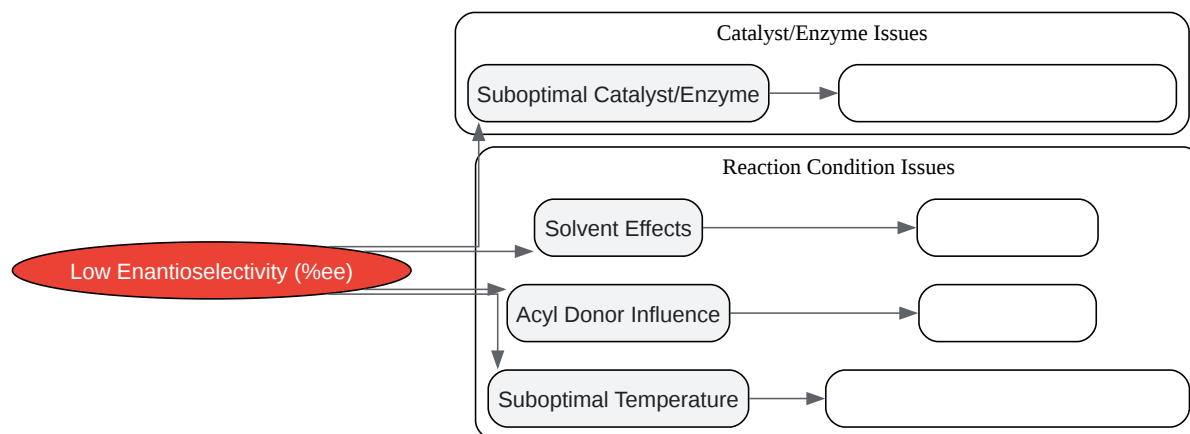 Catalyst/Enzyme Issues
Suboptimal Catalyst/Enzyme
Reaction Condition Issues
Solvent Effects
Low Enantioselectivity (%ee)
Acyl Donor Influence
Suboptimal Temperature